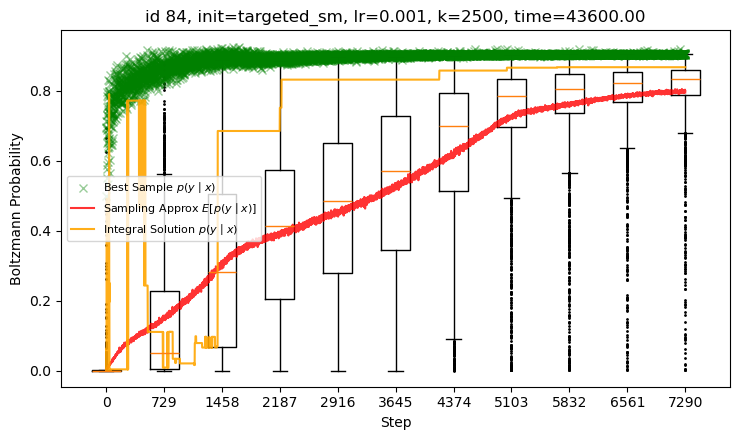 id 84, init=targeted_sm, lr=0.001, k=2500, time=43600.00
Boltzmann Probability
0.8
0.6
0.4
0.2
0.0
Best Sample p(y | x)
Sampling Approx E[p(y | x)]
Integral Solution p(y | x)
0 729 1458 2187 2916 3645 4374 5103 5832 6561 7290
Step